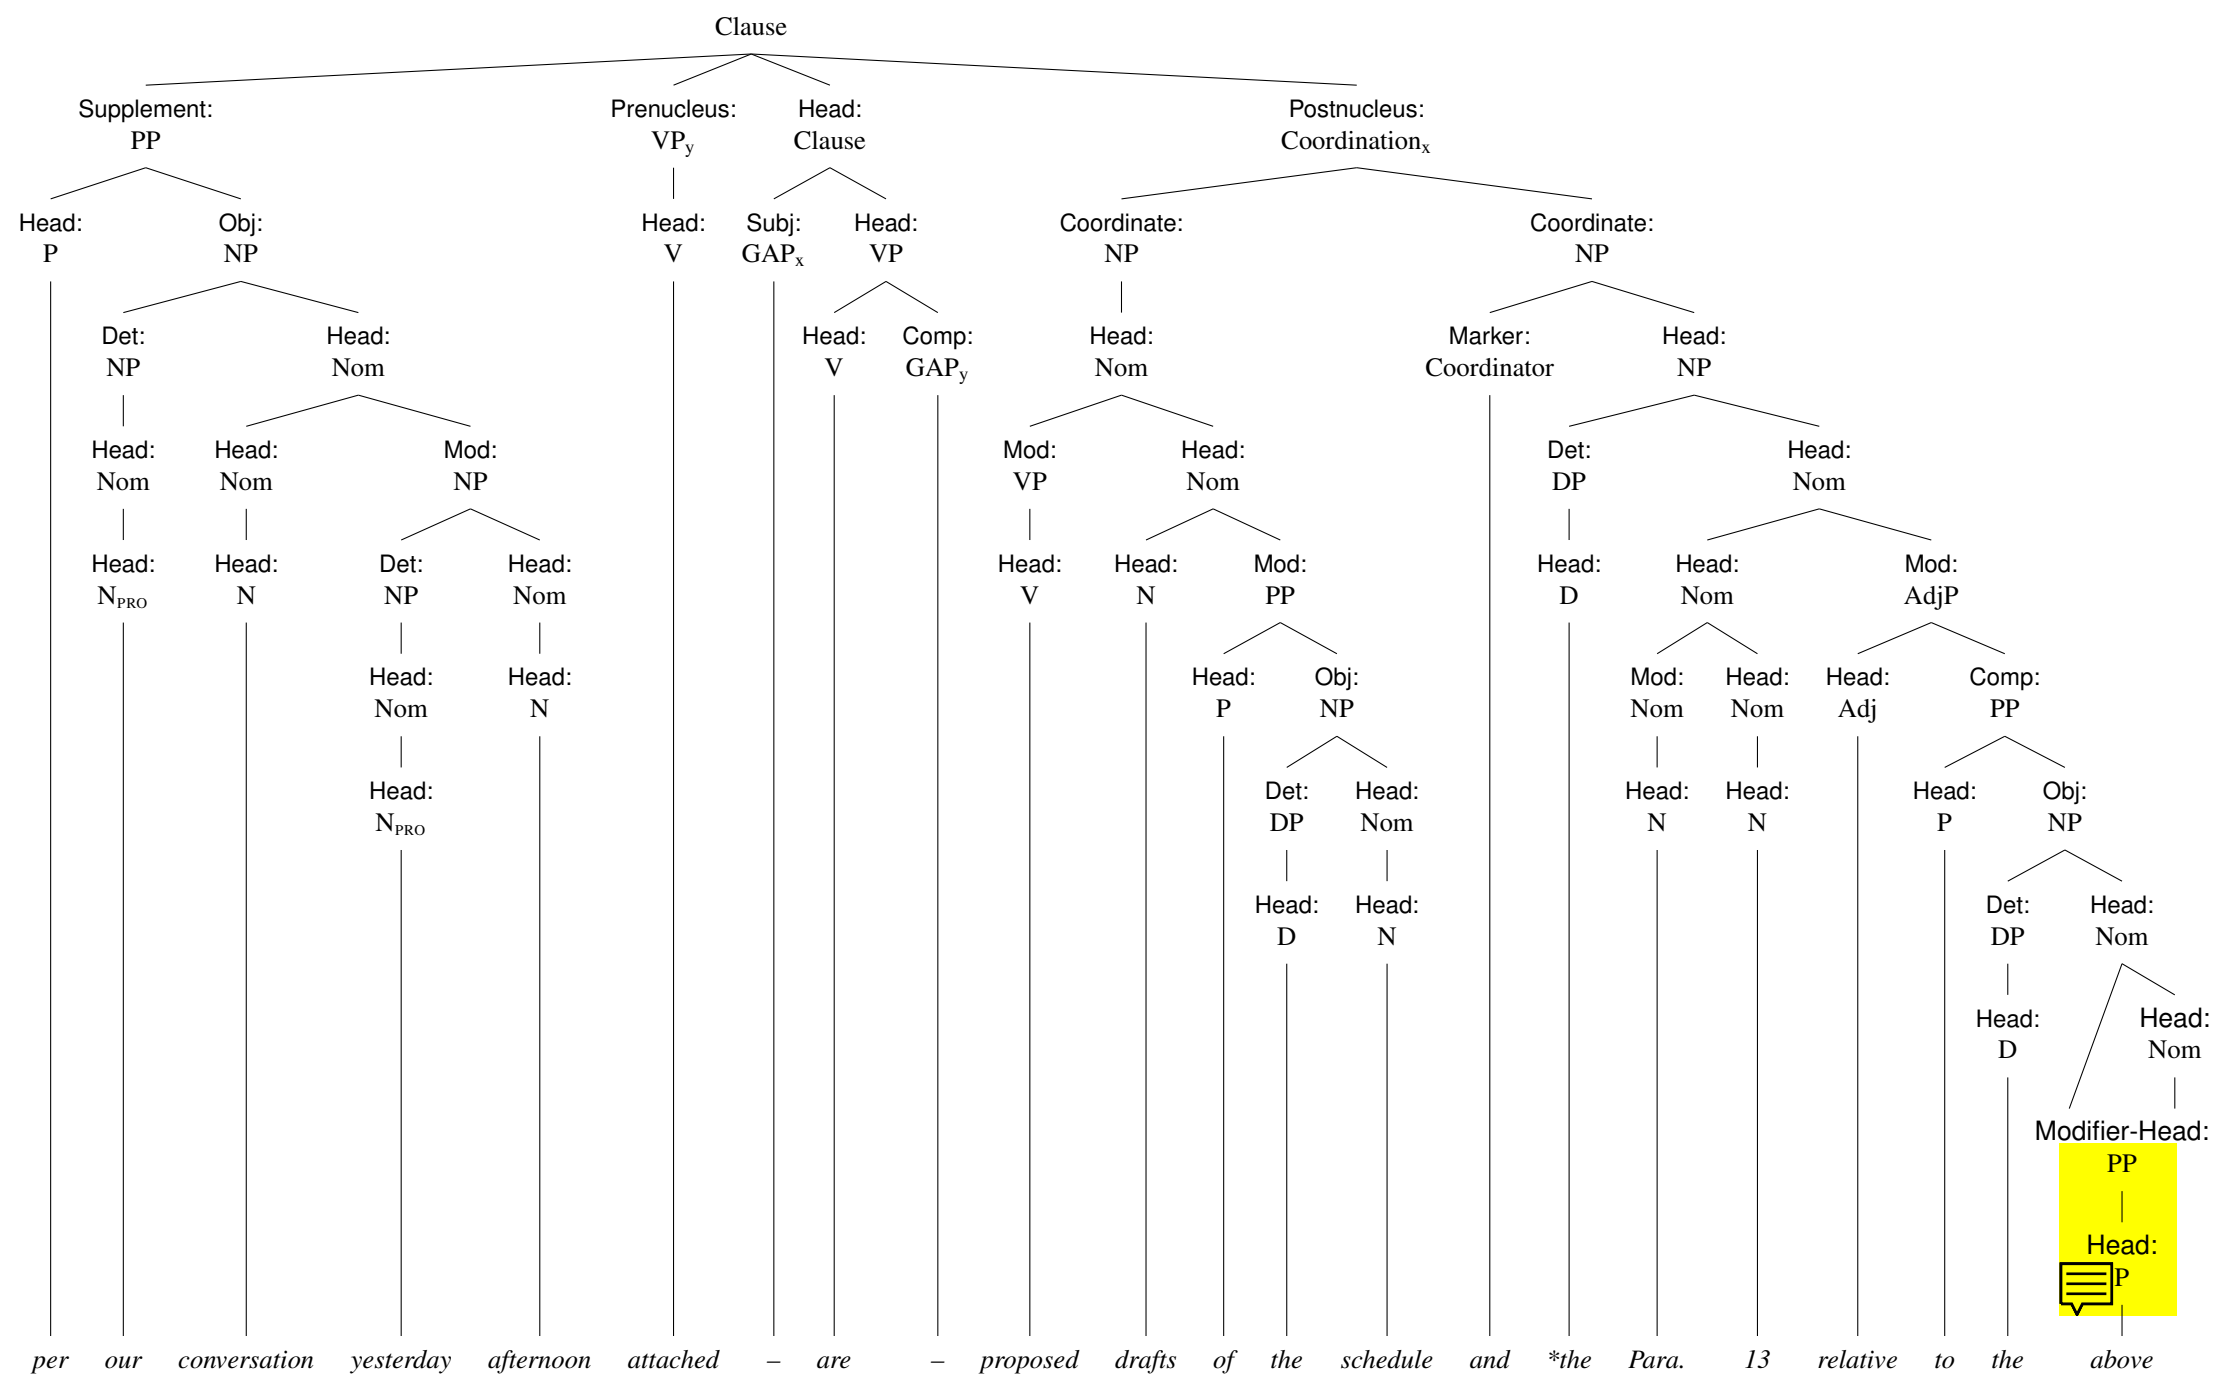 Clause
Supplement: Prenucleus: Head: Postnucleus:
PP VPy Clause Coordinationx
Head: Obj: Head: Subj: Head: Coordinate: Coordinate:
P NP V GAPx VP NP NP
Det: Head: Head: Comp: Head: Marker: Head:
NP Nom V GAPy Nom Coordinator NP
Head: Head: Mod: Mod: Head: Det: Head:
Nom Nom NP VP Nom DP Nom
Head: Head: Det: Head: Head: Head: Mod: Head: Head: Mod:
NPRO N NP Nom V N PP D Nom AdjP
Head: Head: Head: Obj: Mod: Head: Head: Comp:
Nom N P NP Nom Nom Adj PP
Head: Det: Head: Head: Head: Head: Obj:
NPRO DP Nom N N P NP
Head: Head: Det: Head:
D N DP Nom
Head: Head:
D Nom
Modifier-Head:
PP
Head:
P
per our conversation yesterday afternoon attached – are – proposed drafts of the schedule and *the Para. 13 relative to the above